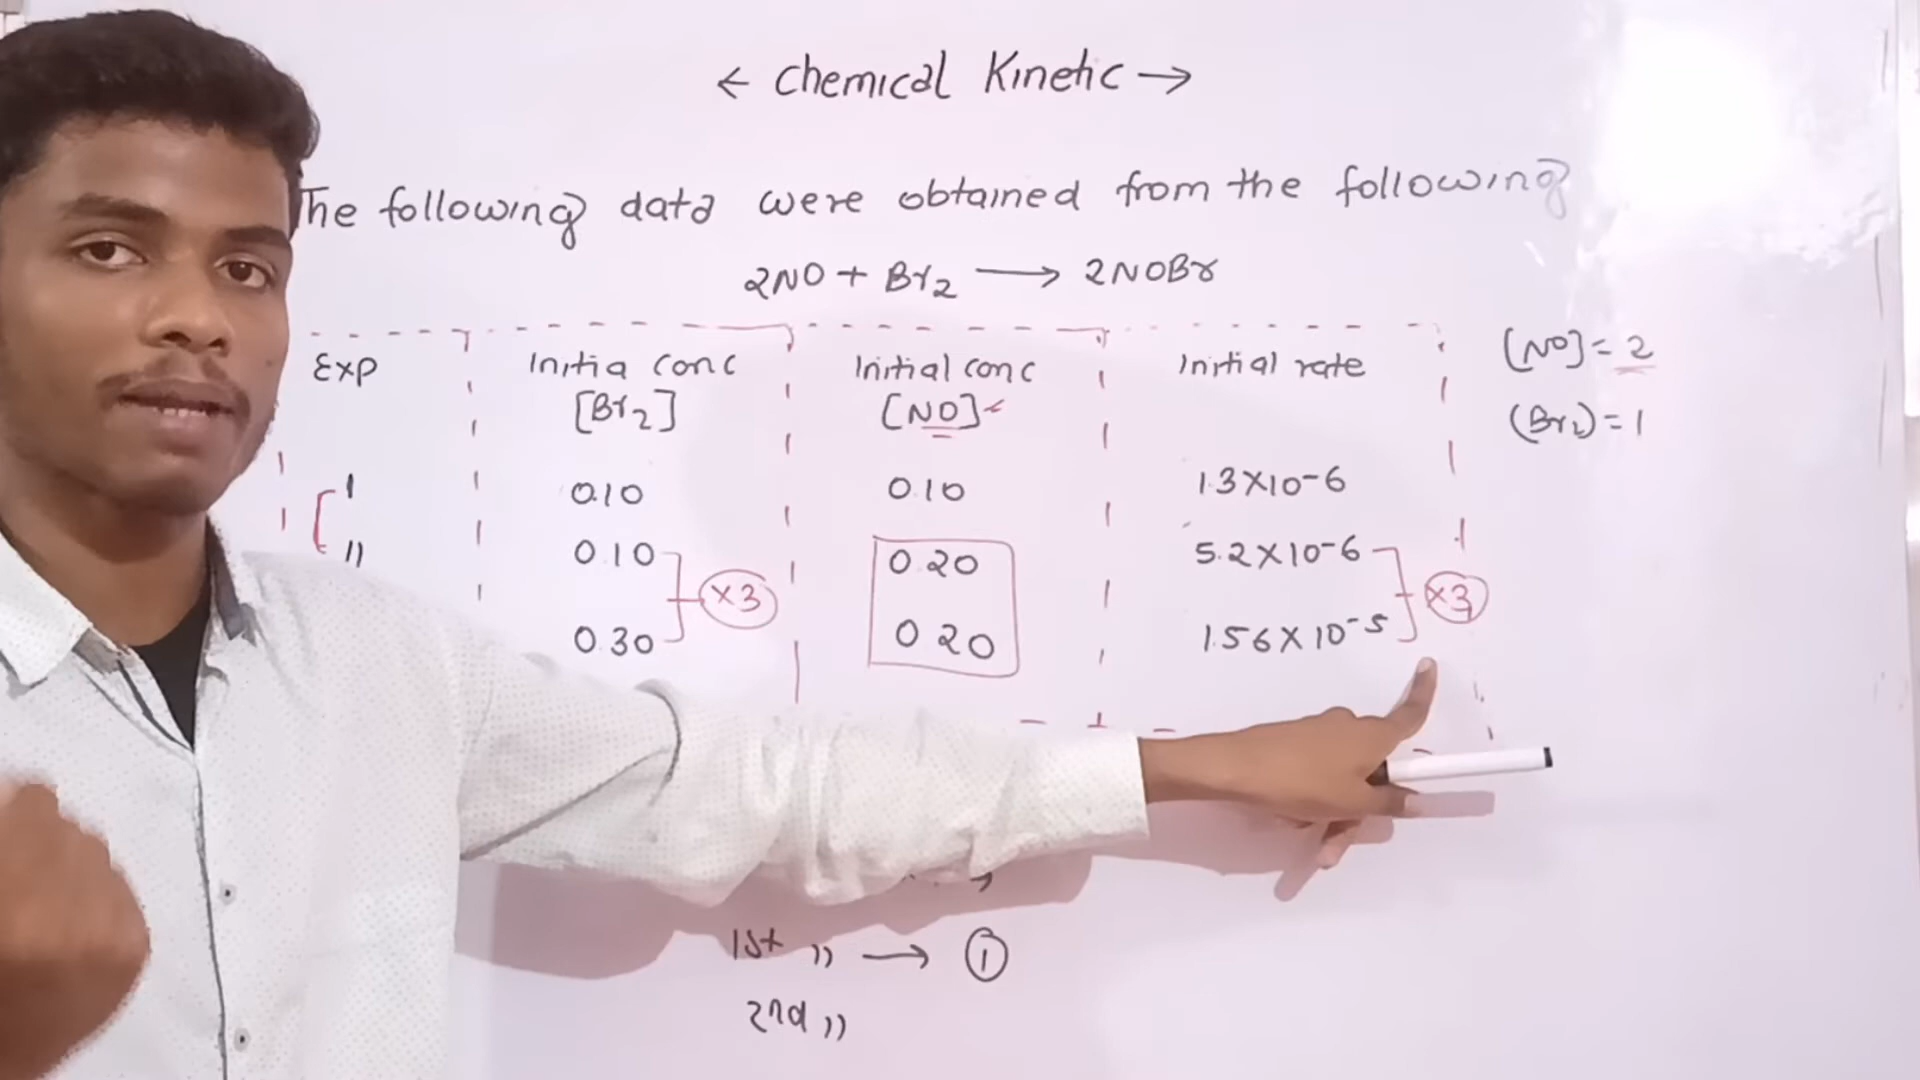 ← Chemical Kinetic →
The following data were obtained from the following
2NO + Br2 → 2NOBr
Exp Initia conc Initial conc Initial rate [NO] = 2
[Br2] [NO] (Br2) = 1
1 0.10 0.10 1.3×10-6
11 0.10 0.20 5.2×10-6
×3 ×3
0.30 0.20 1.56×10-5
1st ,, → 1
2nd ,,